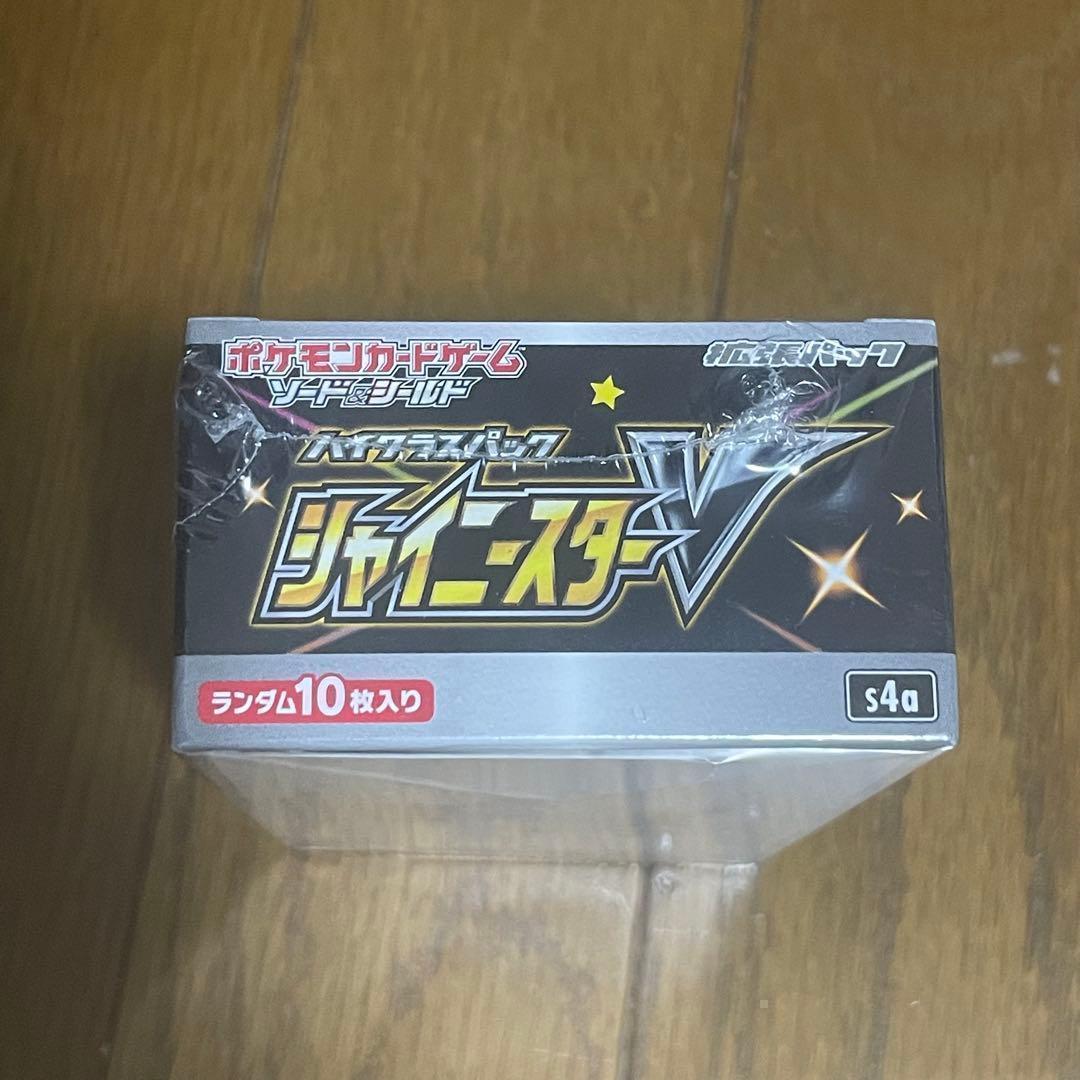 ポケモンカードゲーム
ソード&シールド
拡張パック
ハイクラスパック
シャイニースターV
ランダム10枚入り
s4a